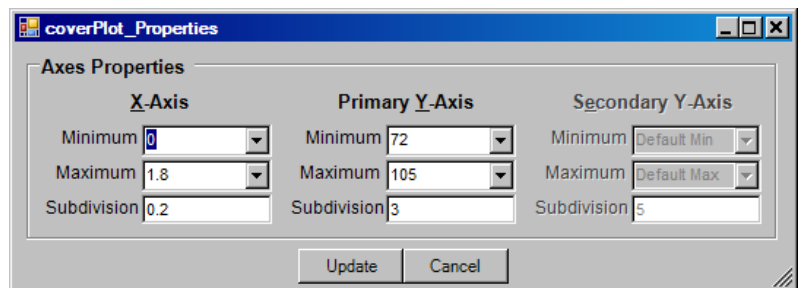 coverPlot_Properties
Axes Properties
X-Axis Primary Y-Axis Secondary Y-Axis
Minimum 0 Minimum 72 Minimum Default Min
Maximum 1.8 Maximum 105 Maximum Default Max
Subdivision 0.2 Subdivision 3 Subdivision 5
Update Cancel